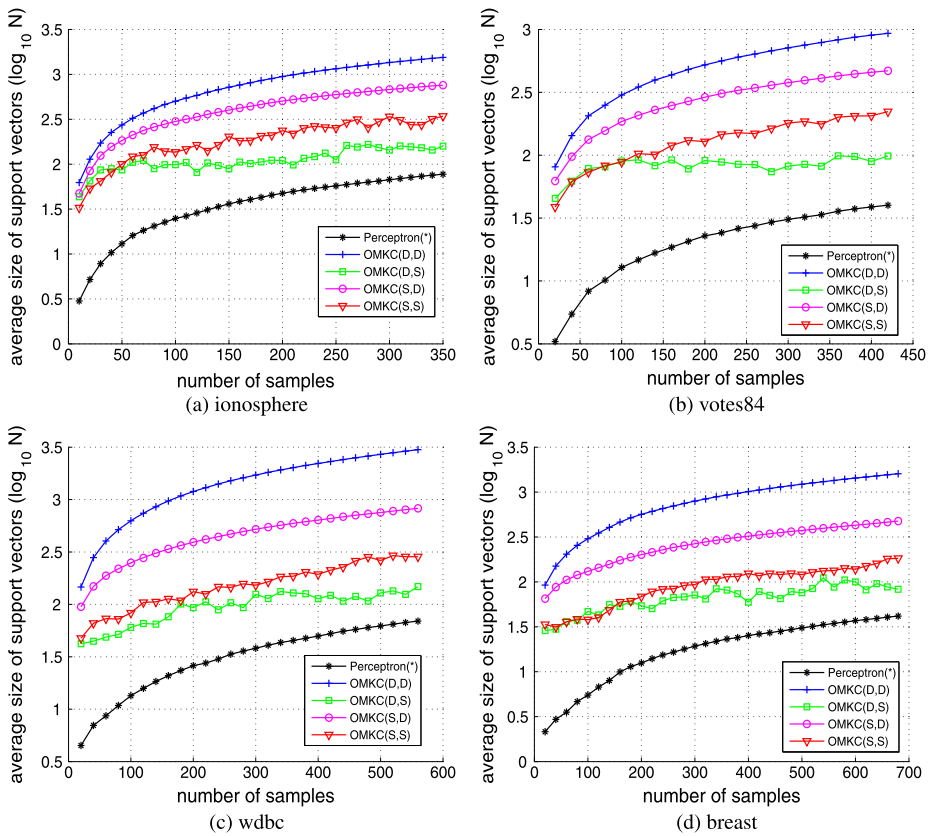 3.5
3
2.5
2
1.5
1
0.5
0
0
50
100
150
200
250
300
350
average size of support vectors (log10 N)
number of samples
Perceptron(*)
OMKC(D,D)
OMKC(D,S)
OMKC(S,D)
OMKC(S,S)
(a) ionosphere
3
2.5
2
1.5
1
0.5
0
50
100
150
200
250
300
350
400
450
average size of support vectors (log10 N)
number of samples
Perceptron(*)
OMKC(D,D)
OMKC(D,S)
OMKC(S,D)
OMKC(S,S)
(b) votes84
3.5
3
2.5
2
1.5
1
0.5
0
100
200
300
400
500
600
average size of support vectors (log10 N)
number of samples
Perceptron(*)
OMKC(D,D)
OMKC(D,S)
OMKC(S,D)
OMKC(S,S)
(c) wdbc
3.5
3
2.5
2
1.5
1
0.5
0
0
100
200
300
400
500
600
700
average size of support vectors (log10 N)
number of samples
Perceptron(*)
OMKC(D,D)
OMKC(D,S)
OMKC(S,D)
OMKC(S,S)
(d) breast